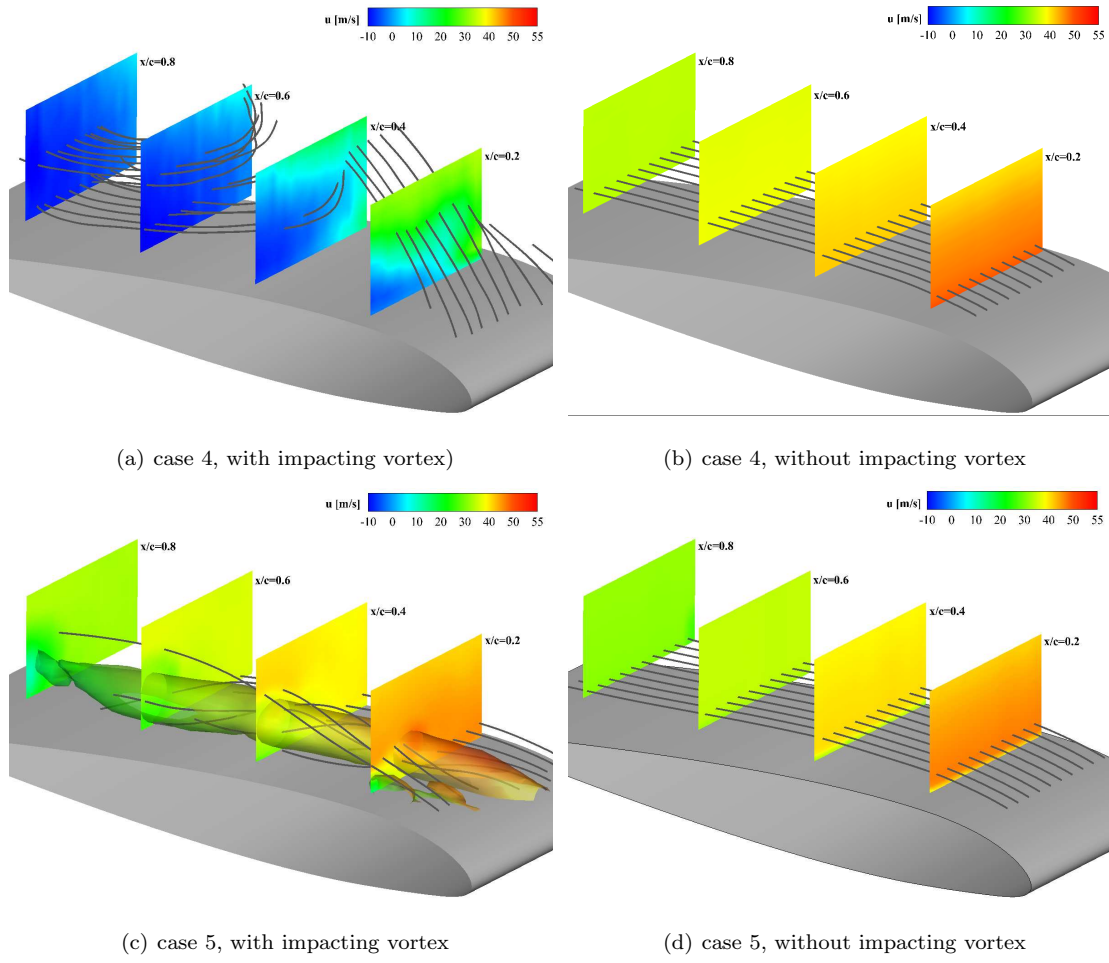 u [m/s]
-10 0 10 20 30 40 50 55
x/c=0.8
x/c=0.6
x/c=0.4
x/c=0.2
(a) case 4, with impacting vortex)
u [m/s]
-10 0 10 20 30 40 50 55
x/c=0.8
x/c=0.6
x/c=0.4
x/c=0.2
(b) case 4, without impacting vortex
u [m/s]
-10 0 10 20 30 40 50 55
x/c=0.8
x/c=0.6
x/c=0.4
x/c=0.2
(c) case 5, with impacting vortex
u [m/s]
-10 0 10 20 30 40 50 55
x/c=0.8
x/c=0.6
x/c=0.4
x/c=0.2
(d) case 5, without impacting vortex